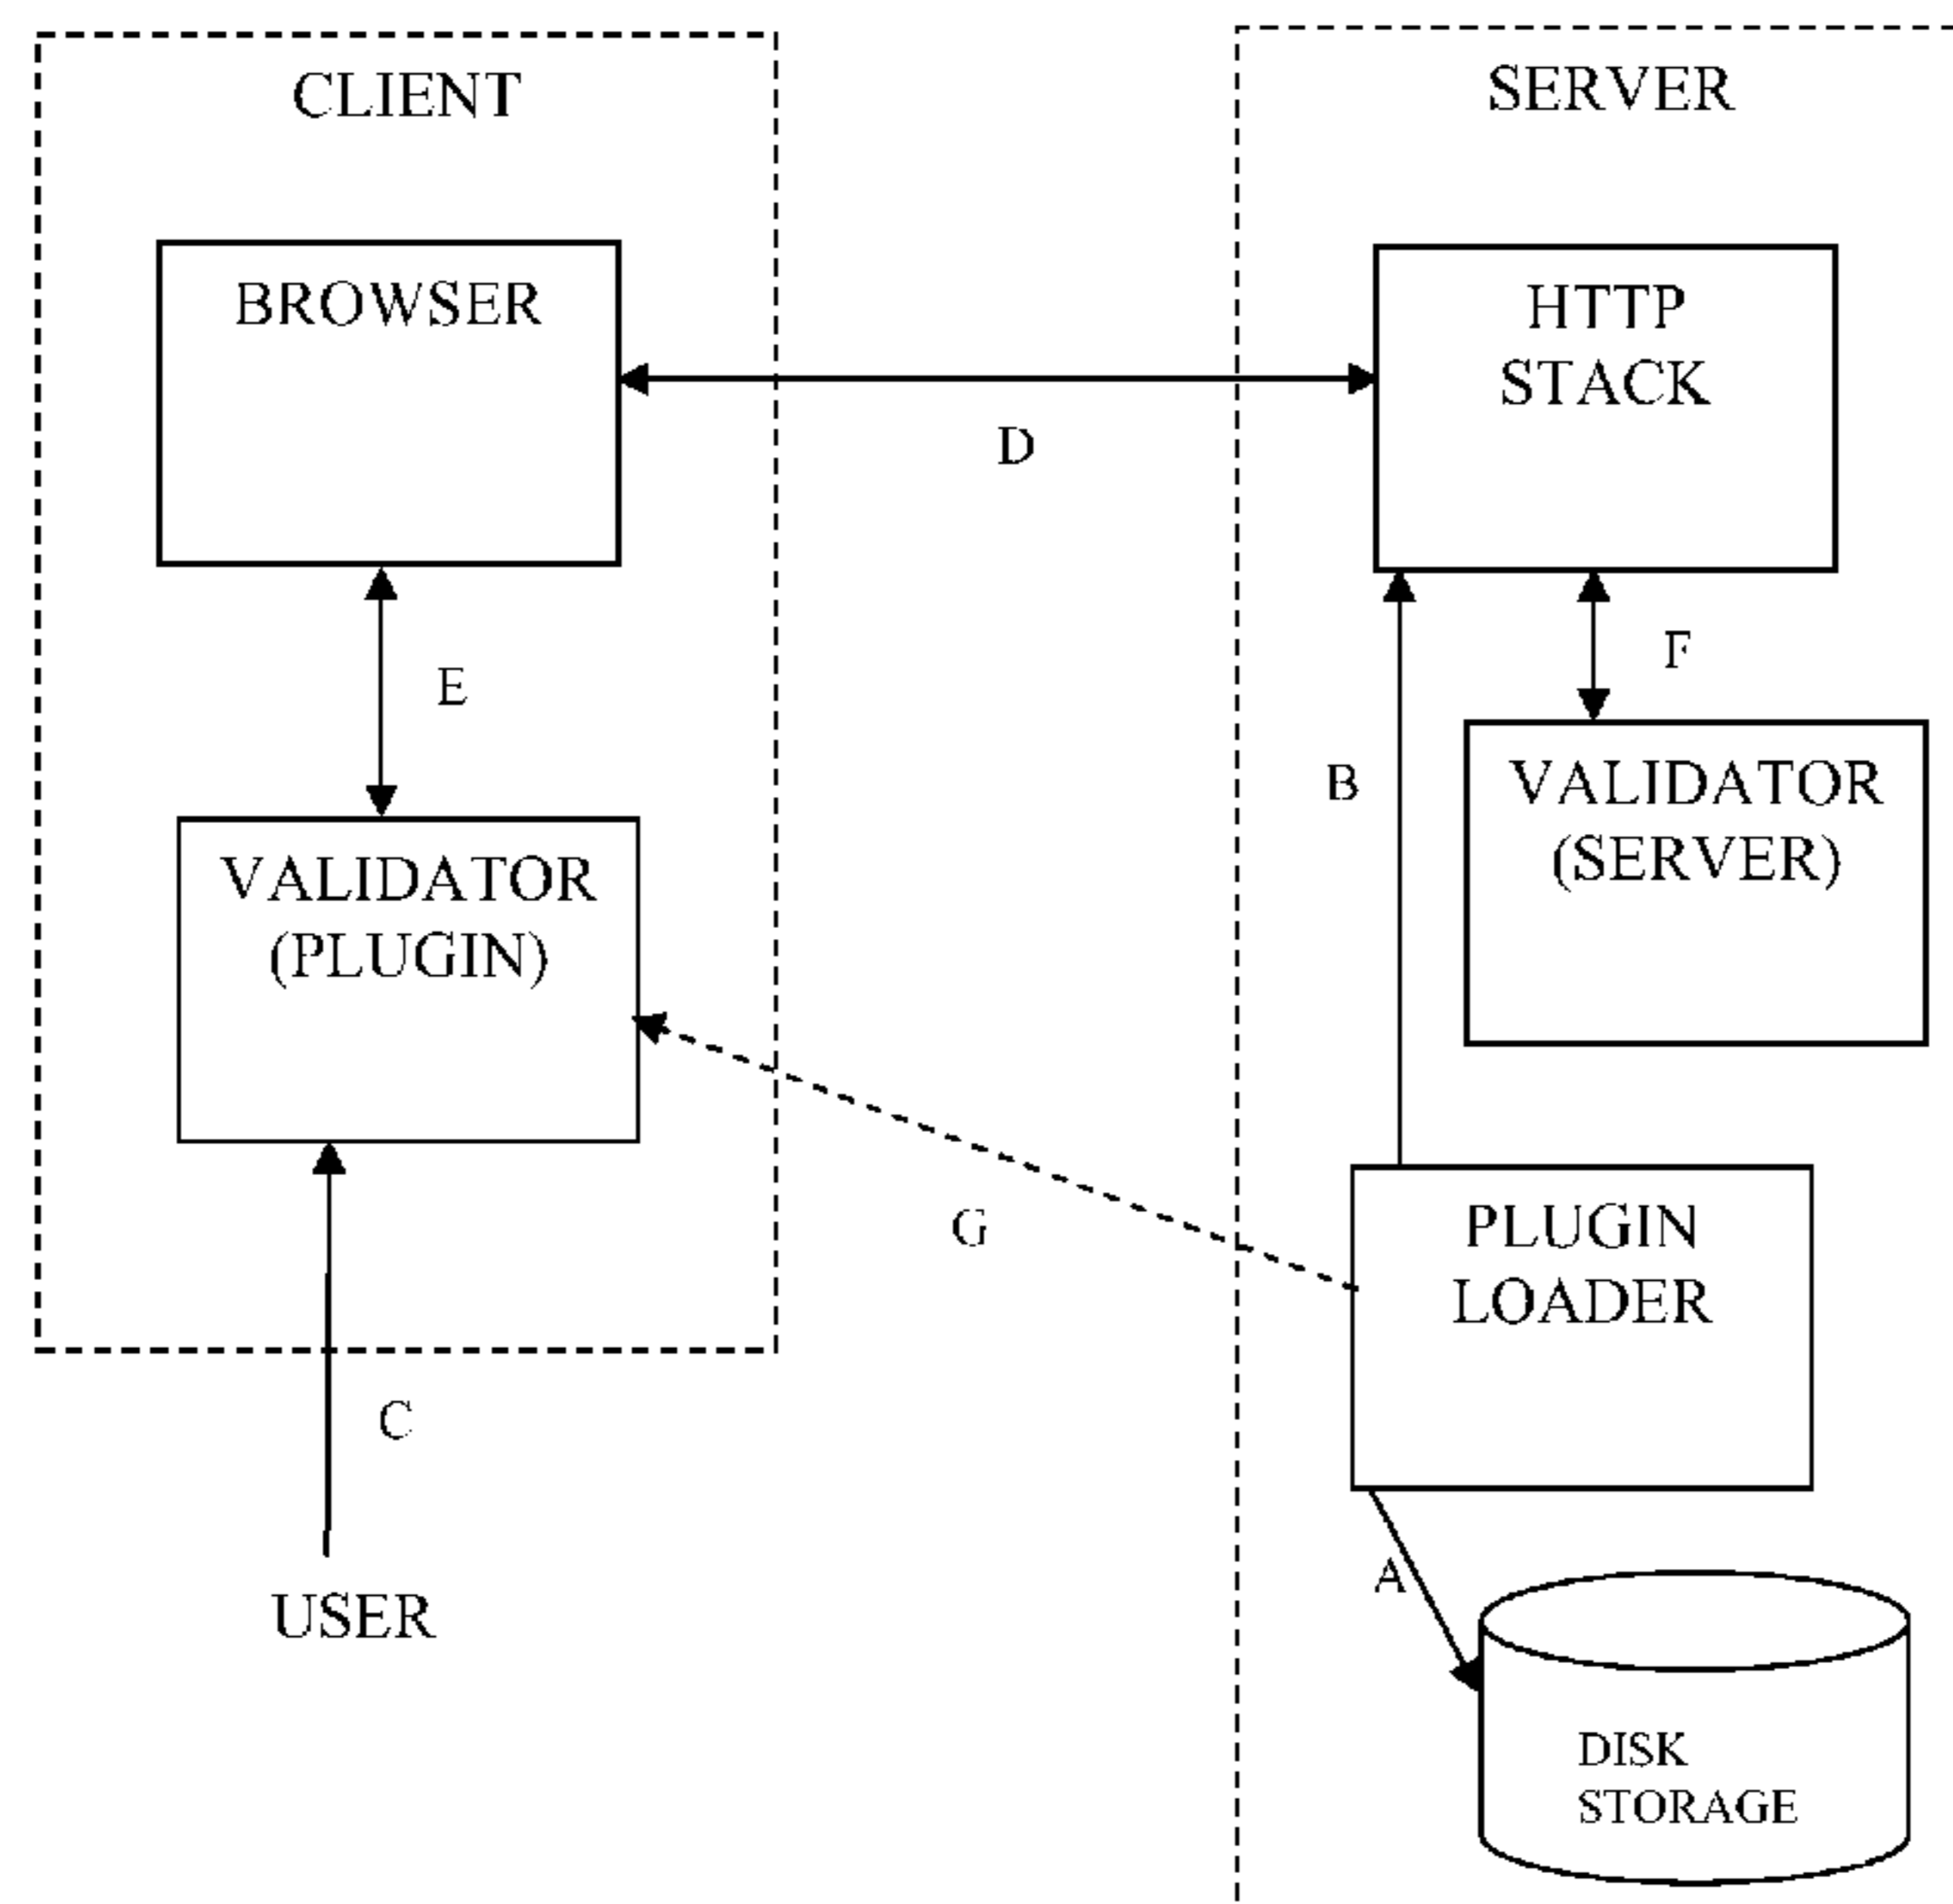 CLIENT
SERVER
BROWSER
HTTP
STACK
D
E
F
B
VALIDATOR
(SERVER)
VALIDATOR
(PLUGIN)
G
PLUGIN
LOADER
C
A
USER
DISK
STORAGE